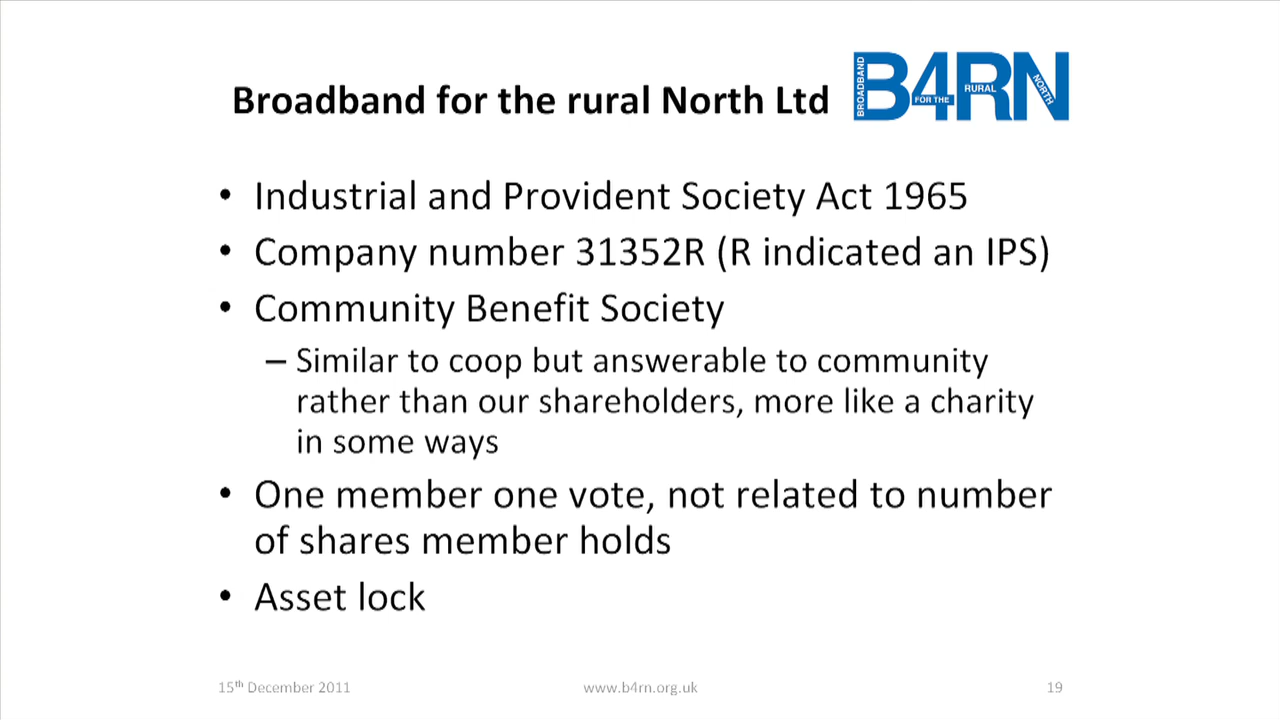 Broadband for the rural North Ltd
B4RN
BROADBAND
FOR THE
RURAL
NORTH
• Industrial and Provident Society Act 1965
• Company number 31352R (R indicated an IPS)
• Community Benefit Society
– Similar to coop but answerable to community
rather than our shareholders, more like a charity
in some ways
• One member one vote, not related to number
of shares member holds
• Asset lock
15th December 2011
www.b4rn.org.uk
19